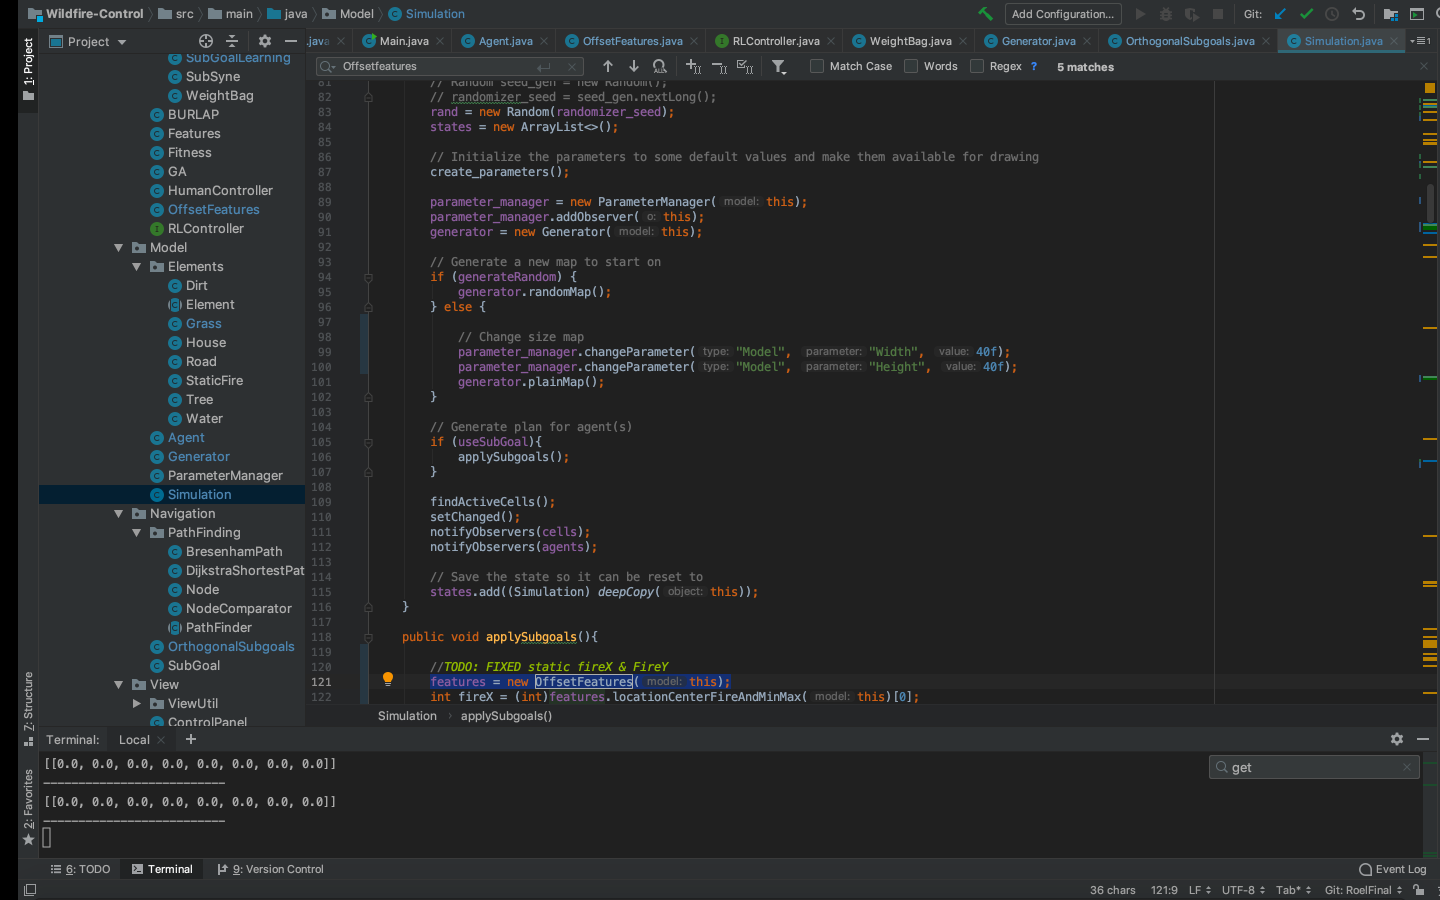 Wildfire-Control src main java Model Simulation Add Configuration... Git:
1: Project
Project
.java Main.java Agent.java OffsetFeatures.java RLController.java WeightBag.java Generator.java OrthogonalSubgoals.java Simulation.java
Offsetfeatures Match Case Words Regex ? 5 matches
SubGoalLearning
SubSyne
WeightBag
BURLAP
Features
Fitness
GA
HumanController
OffsetFeatures
RLController
Model
Elements
Dirt
Element
Grass
House
Road
StaticFire
Tree
Water
Agent
Generator
ParameterManager
Simulation
Navigation
PathFinding
BresenhamPath
DijkstraShortestPat
Node
NodeComparator
PathFinder
OrthogonalSubgoals
SubGoal
View
ViewUtil
ControlPanel
81 // Random seed_gen = new Random();
82 // randomizer_seed = seed_gen.nextLong();
83 rand = new Random(randomizer_seed);
84 states = new ArrayList<>();
85
86 // Initialize the parameters to some default values and make them available for drawing
87 create_parameters();
88
89 parameter_manager = new ParameterManager( model: this);
90 parameter_manager.addObserver( o: this);
91 generator = new Generator( model: this);
92
93 // Generate a new map to start on
94 if (generateRandom) {
95 generator.randomMap();
96 } else {
97
98 // Change size map
99 parameter_manager.changeParameter( type: "Model", parameter: "Width", value: 40f);
100 parameter_manager.changeParameter( type: "Model", parameter: "Height", value: 40f);
101 generator.plainMap();
102 }
103
104 // Generate plan for agent(s)
105 if (useSubGoal){
106 applySubgoals();
107 }
108
109 findActiveCells();
110 setChanged();
111 notifyObservers(cells);
112 notifyObservers(agents);
113
114 // Save the state so it can be reset to
115 states.add((Simulation) deepCopy( object: this));
116 }
117
118 public void applySubgoals(){
119
120 //TODO: FIXED static fireX & FireY
121 features = new OffsetFeatures( model: this);
122 int fireX = (int)features.locationCenterFireAndMinMax( model: this)[0];
Simulation applySubgoals()
Z: Structure
2: Favorites
Terminal: Local +
[[0.0, 0.0, 0.0, 0.0, 0.0, 0.0, 0.0, 0.0]]
__________________________
[[0.0, 0.0, 0.0, 0.0, 0.0, 0.0, 0.0, 0.0]]
__________________________
get
6: TODO Terminal 9: Version Control Event Log
36 chars 121:9 LF UTF-8 Tab* Git: RoelFinal